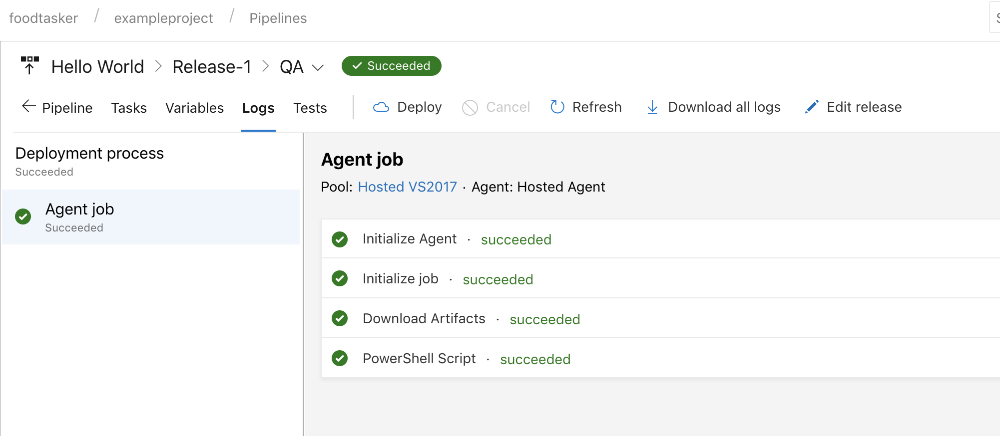 foodtasker / exampleproject / Pipelines
Hello World > Release-1 > QA Succeeded
Pipeline Tasks Variables Logs Tests Deploy Cancel Refresh Download all logs Edit release
Deployment process
Succeeded
Agent job
Succeeded
Agent job
Pool: Hosted VS2017 · Agent: Hosted Agent
Initialize Agent · succeeded
Initialize job · succeeded
Download Artifacts · succeeded
PowerShell Script · succeeded